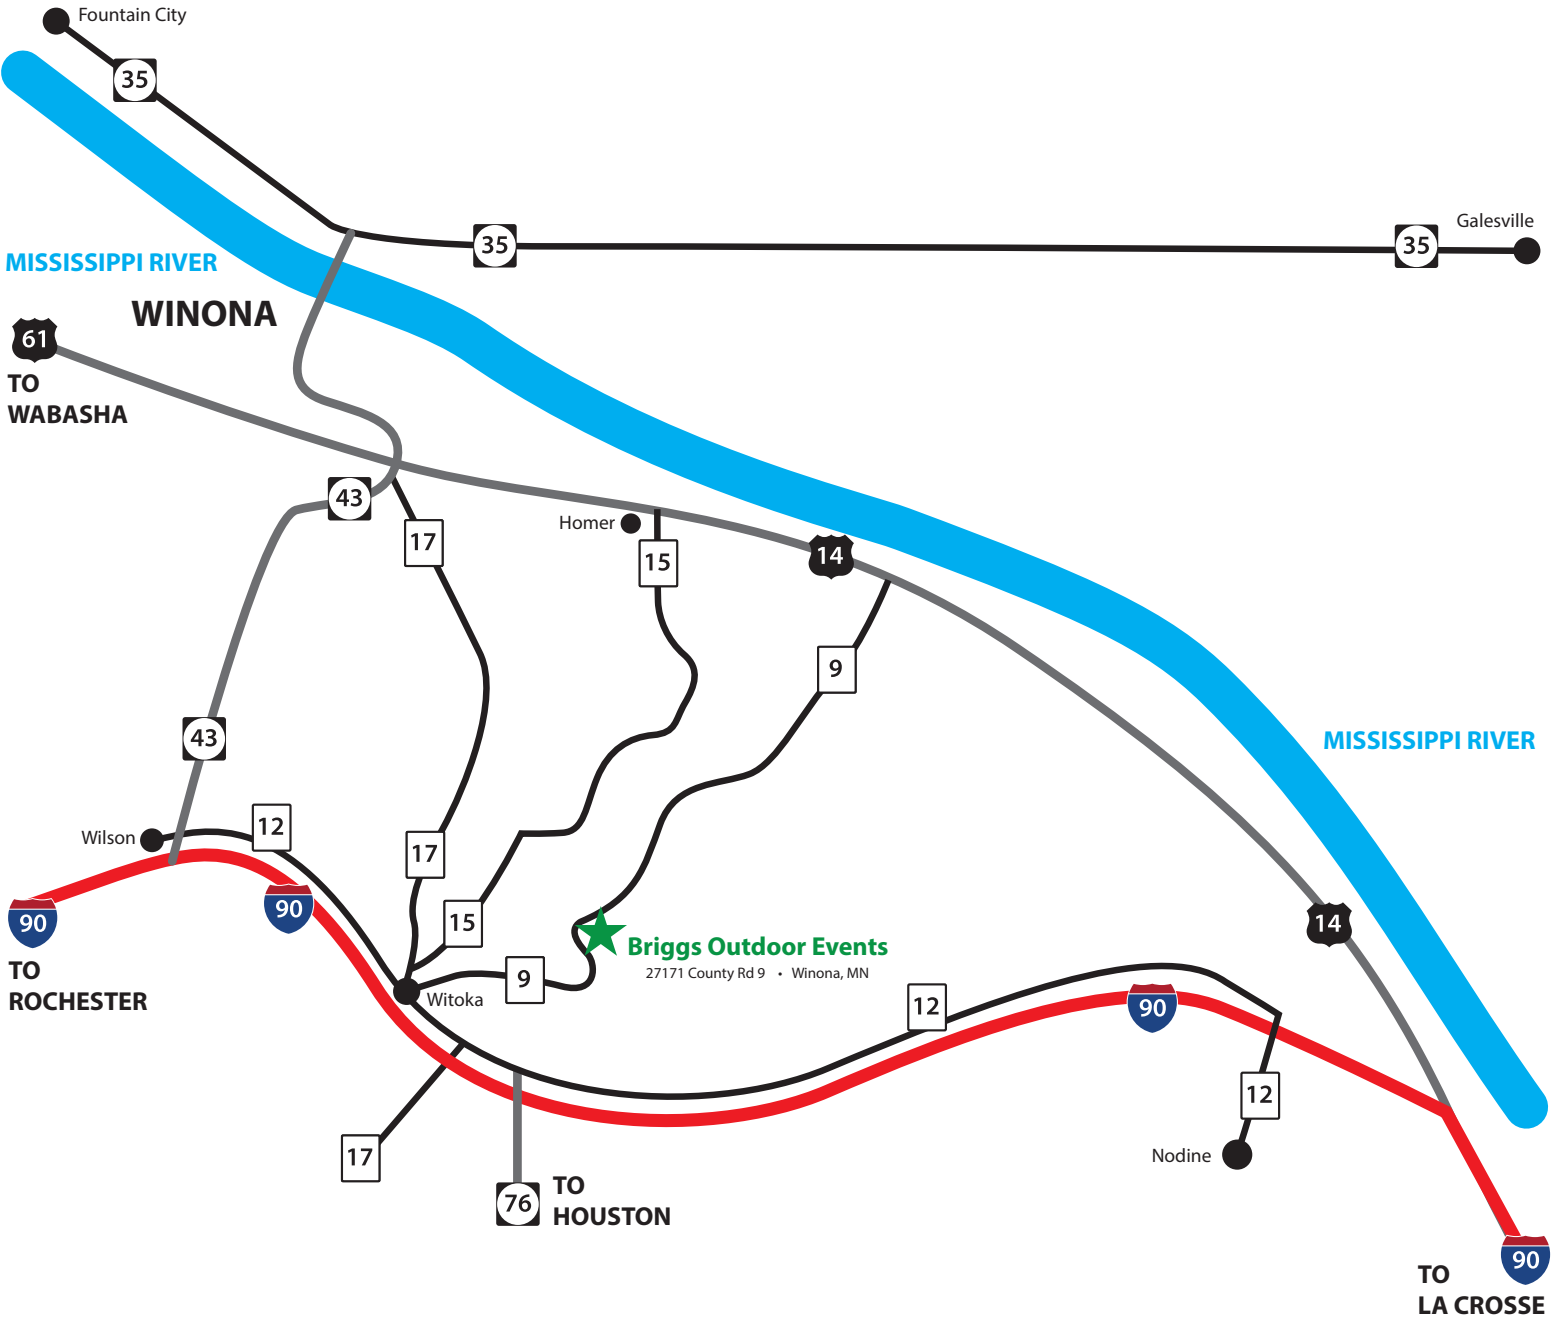 Fountain City
35
Galesville
35
35
MISSISSIPPI RIVER
WINONA
61
TO
WABASHA
43
17
Homer
15
14
9
43
MISSISSIPPI RIVER
Wilson
12
17
90
90
15
14
TO
ROCHESTER
Briggs Outdoor Events
27171 County Rd 9 • Winona, MN
9
Witoka
12
90
12
17
Nodine
76
TO
HOUSTON
90
TO
LA CROSSE